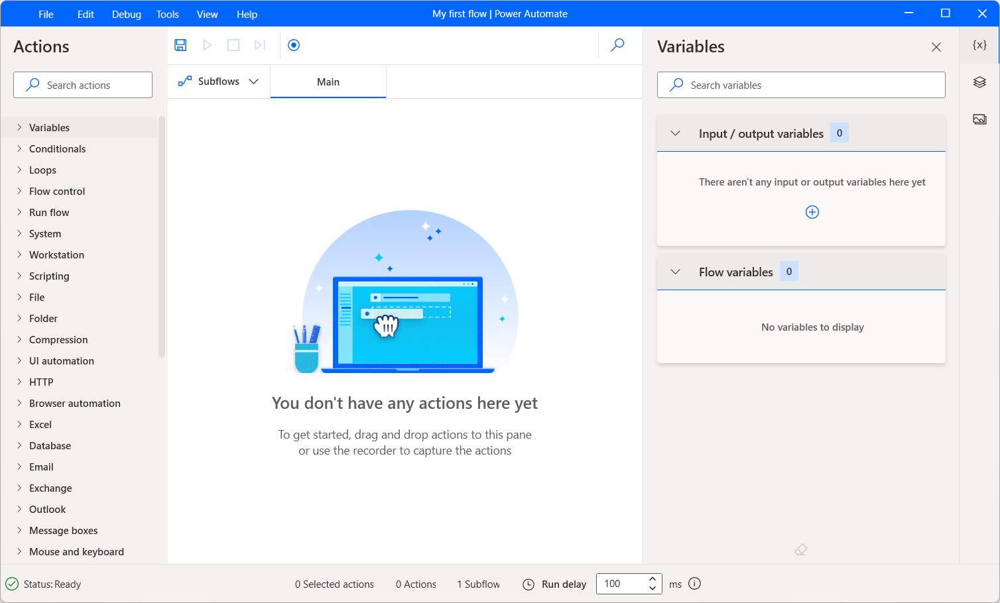 File Edit Debug Tools View Help My first flow | Power Automate
Actions
Search actions
Variables
Conditionals
Loops
Flow control
Run flow
System
Workstation
Scripting
File
Folder
Compression
UI automation
HTTP
Browser automation
Excel
Database
Email
Exchange
Outlook
Message boxes
Mouse and keyboard
Subflows
Main
You don't have any actions here yet
To get started, drag and drop actions to this pane
or use the recorder to capture the actions
Variables
{x}
Search variables
Input / output variables 0
There aren't any input or output variables here yet
Flow variables 0
No variables to display
Status: Ready 0 Selected actions 0 Actions 1 Subflow Run delay 100 ms